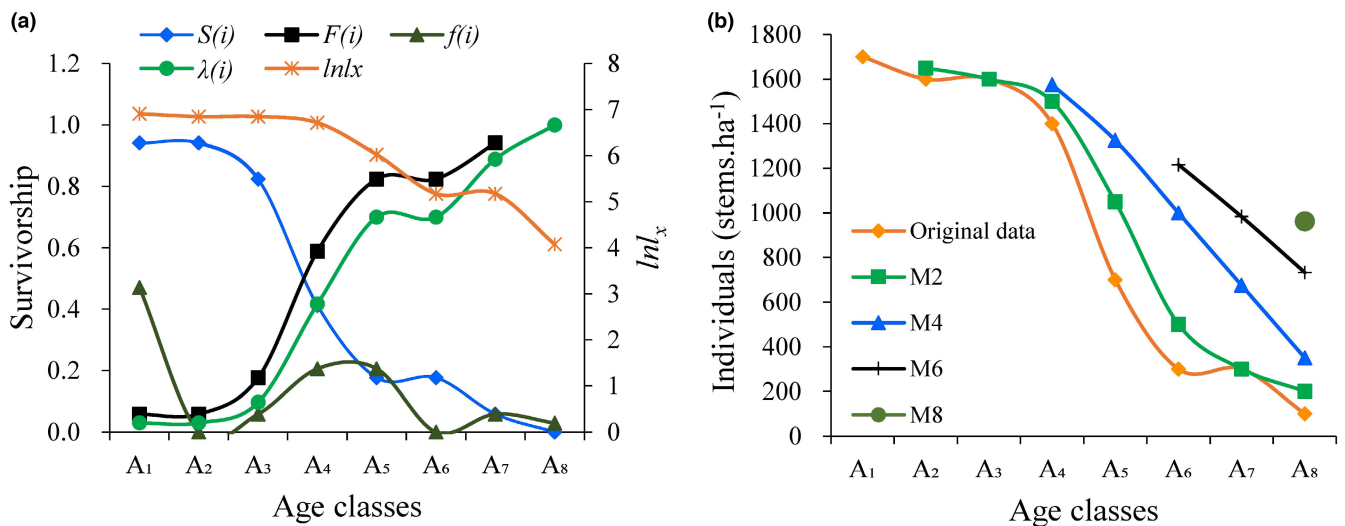 (a)
S(i) F(i) f(i)
λ(i) lnlx
1.2
1.0
0.8
0.6
0.4
0.2
0.0
Survivorship
8
7
6
5
4
3
2
1
0
lnlₓ
A₁ A₂ A₃ A₄ A₅ A₆ A₇ A₈
Age classes
(b)
1800
1600
1400
1200
1000
800
600
400
200
0
Individuals (stems.ha⁻¹)
Original data
M2
M4
M6
M8
A₁ A₂ A₃ A₄ A₅ A₆ A₇ A₈
Age classes